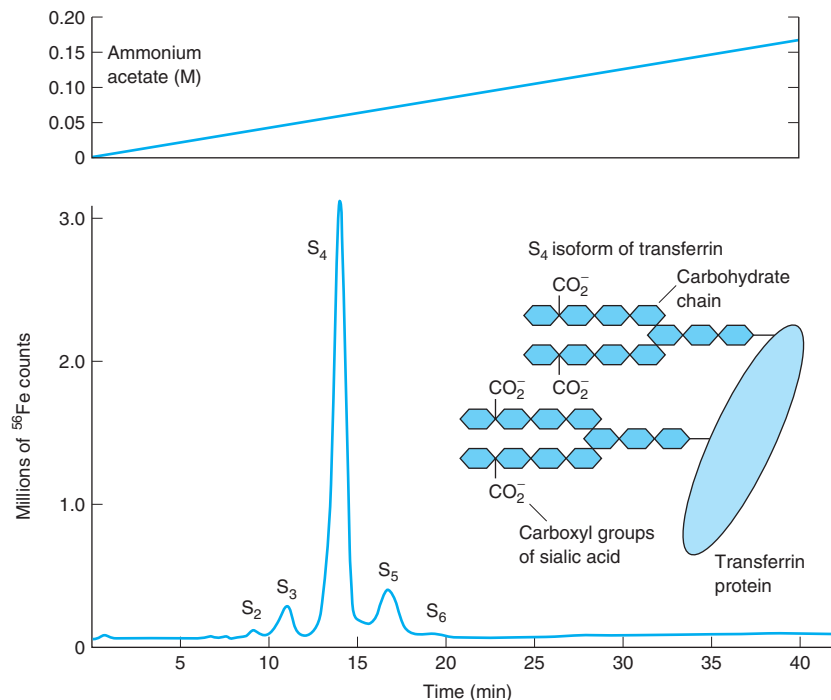 0.20
Ammonium
acetate (M)
0.15
0.10
0.05
0
3.0
S₄
S₄ isoform of transferrin
CO₂⁻
Carbohydrate
chain
2.0
CO₂⁻ CO₂⁻
Millions of ⁵⁶Fe counts
1.0
CO₂⁻
Carboxyl groups
of sialic acid
Transferrin
protein
S₂ S₃ S₅ S₆
0
5 10 15 20 25 30 35 40
Time (min)